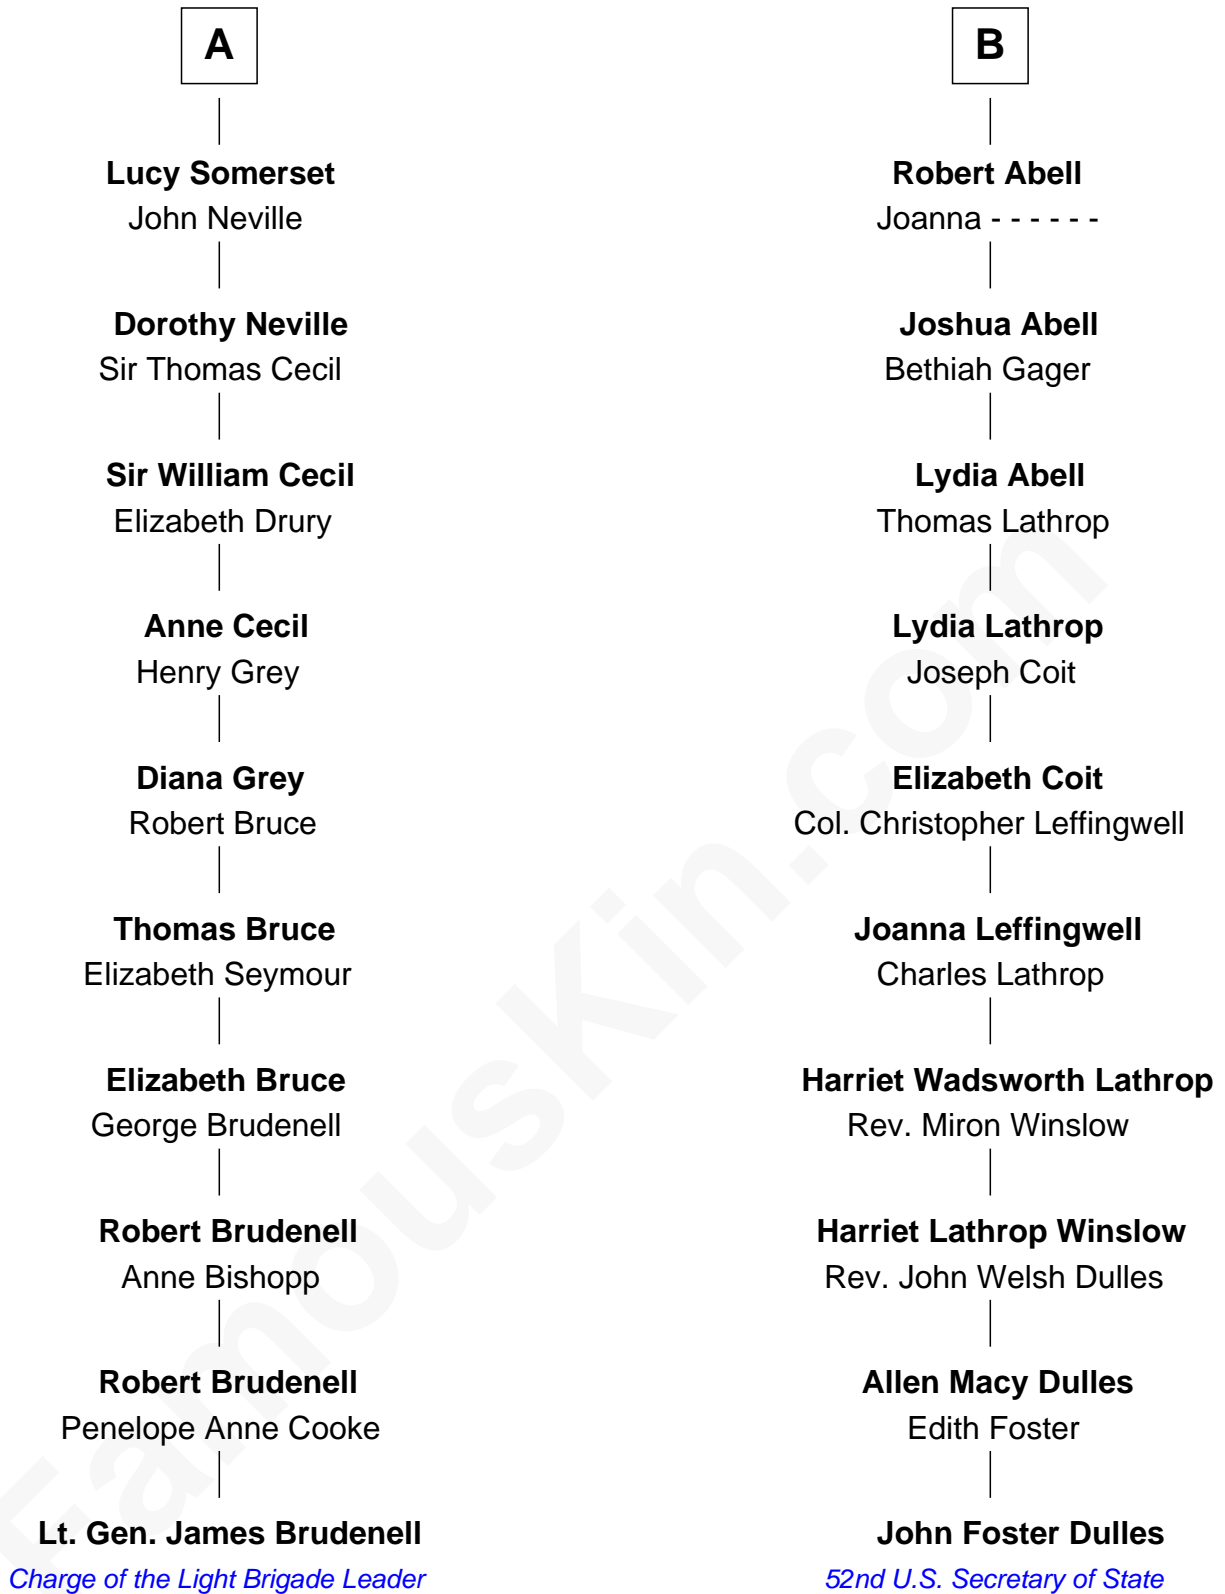 A
Lucy Somerset
John Neville
Dorothy Neville
Sir Thomas Cecil
Sir William Cecil
Elizabeth Drury
Anne Cecil
Henry Grey
Diana Grey
Robert Bruce
Thomas Bruce
Elizabeth Seymour
Elizabeth Bruce
George Brudenell
Robert Brudenell
Anne Bishopp
Robert Brudenell
Penelope Anne Cooke
Lt. Gen. James Brudenell
Charge of the Light Brigade Leader
B
Robert Abell
Joanna - - - - - -
Joshua Abell
Bethiah Gager
Lydia Abell
Thomas Lathrop
Lydia Lathrop
Joseph Coit
Elizabeth Coit
Col. Christopher Leffingwell
Joanna Leffingwell
Charles Lathrop
Harriet Wadsworth Lathrop
Rev. Miron Winslow
Harriet Lathrop Winslow
Rev. John Welsh Dulles
Allen Macy Dulles
Edith Foster
John Foster Dulles
52nd U.S. Secretary of State
FamousKin.com